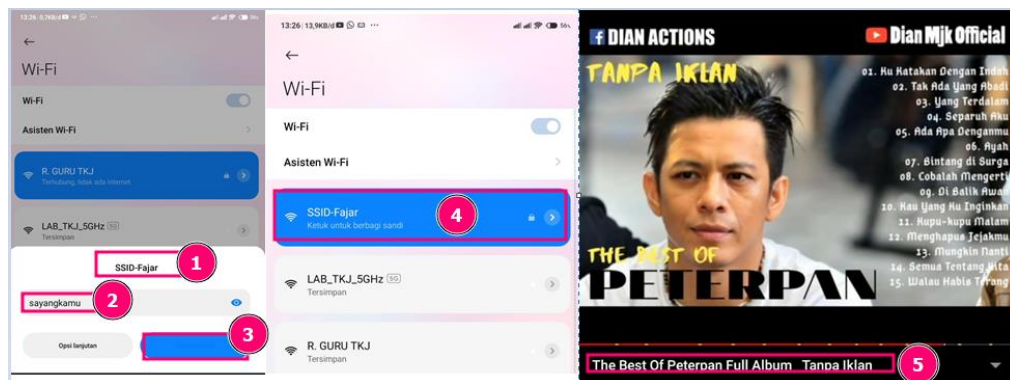 13:26
←
Wi-Fi
Wi-Fi
Asisten Wi-Fi
R. GURU TKJ
Terhubung, tidak ada internet
LAB_TKJ_5GHz 5G
Tersimpan
SSID-Fajar
1
sayangkamu
2
Opsi lanjutan
3
13:26 13,9KB/d
←
Wi-Fi
Wi-Fi
Asisten Wi-Fi
SSID-Fajar
Ketuk untuk berbagi sandi
4
LAB_TKJ_5GHz 5G
Tersimpan
R. GURU TKJ
Tersimpan
f DIAN ACTIONS
Dian Mjk Official
TANPA IKLAN
01. Ku Katakan Dengan Indah
02. Tak Ada Yang Abadi
03. Yang Terdalam
04. Separuh Aku
05. Ada Apa Denganmu
06. Ayah
07. Bintang di Surga
08. Cobalah Mengerti
09. Di Balik Awan
10. Kau Yang Ku Inginkan
11. Kupu-kupu Malam
12. Menghapus Jejakmu
13. Mungkin Nanti
14. Semua Tentang Kita
15. Walau Habis Terang
THE BEST OF
PETERPAN
The Best Of Peterpan Full Album Tanpa Iklan
5